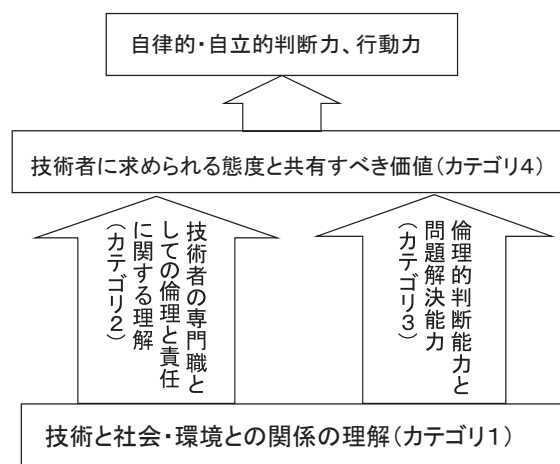 自律的・自立的判断力、行動力
技術者に求められる態度と共有すべき価値(カテゴリ4)
技術者の専門職と
しての倫理と責任
に関する理解
(カテゴリ2)
倫理的判断能力と
問題解決能力
(カテゴリ3)
技術と社会・環境との関係の理解(カテゴリ1)